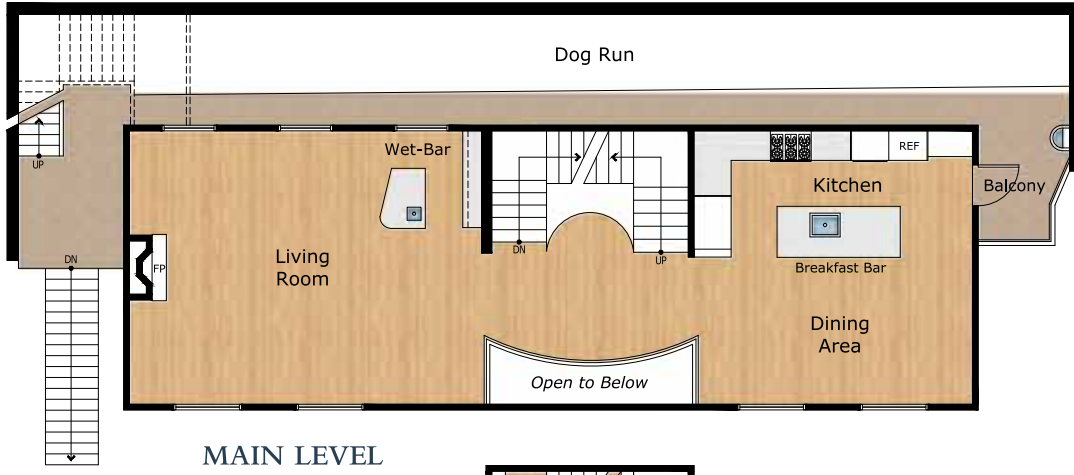 Dog Run
UP
Wet-Bar
REF
Kitchen
Balcony
DN
UP
DN
FP
Living
Room
Breakfast Bar
Dining
Area
Open to Below
MAIN LEVEL